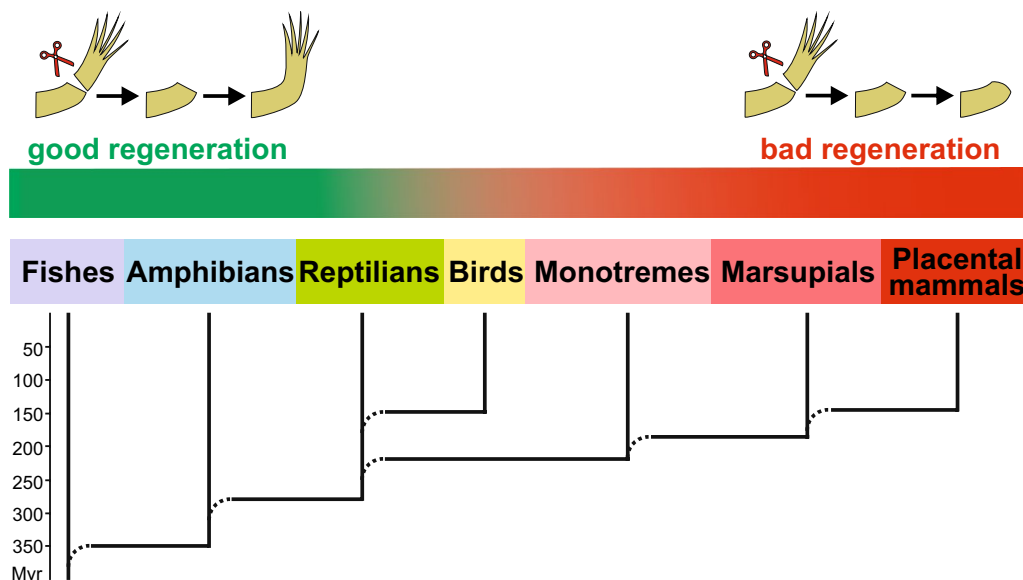 good regeneration
bad regeneration
Fishes
Amphibians
Reptilians
Birds
Monotremes
Marsupials
Placental
mammals
50
100
150
200
250
300
350
Myr